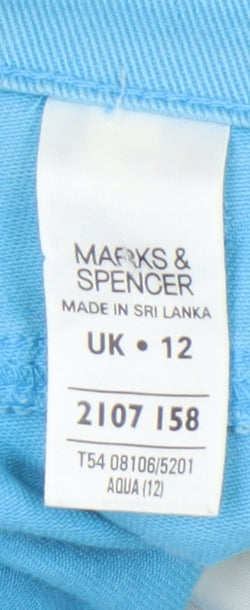 MARKS &
SPENCER
MADE IN SRI LANKA
UK • 12
2107 158
T54 08106/5201
AQUA (12)